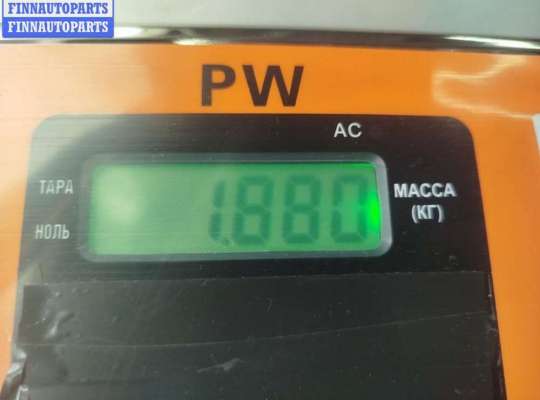 FINNAUTOPARTS
FINNAUTOPARTS
PW
AC
ТАРА
1.880
МАССА
(КГ)
НОЛЬ